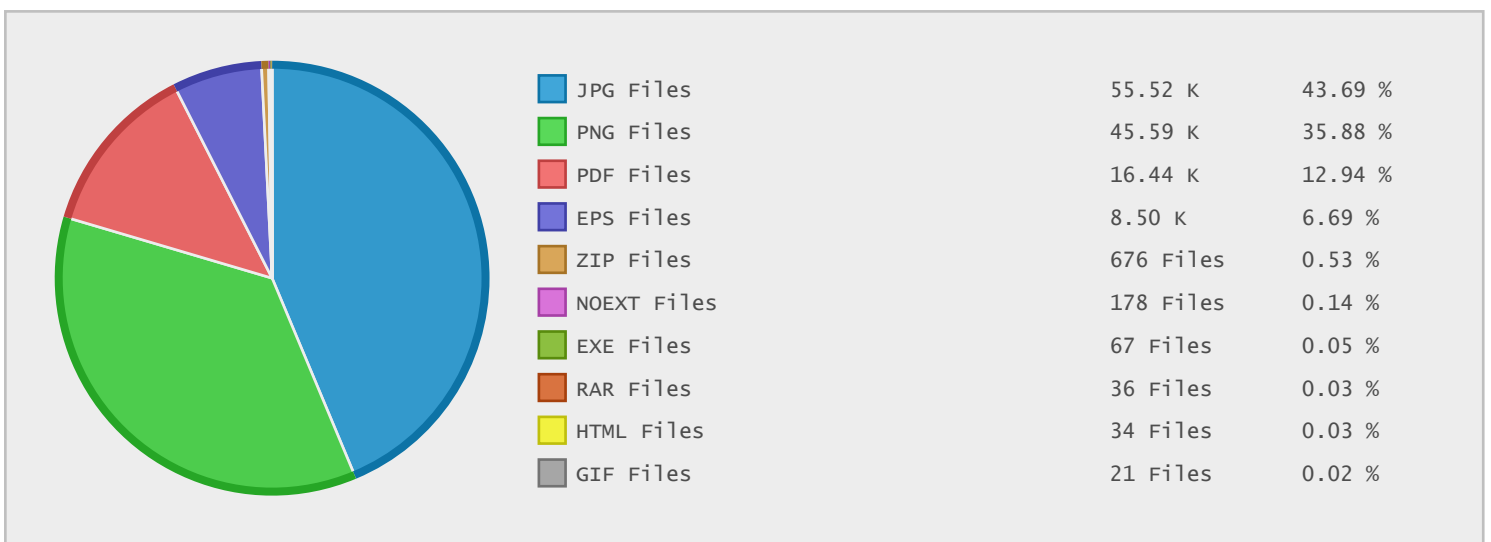 JPG Files 55.52 K 43.69 %
PNG Files 45.59 K 35.88 %
PDF Files 16.44 K 12.94 %
EPS Files 8.50 K 6.69 %
ZIP Files 676 Files 0.53 %
NOEXT Files 178 Files 0.14 %
EXE Files 67 Files 0.05 %
RAR Files 36 Files 0.03 %
HTML Files 34 Files 0.03 %
GIF Files 21 Files 0.02 %